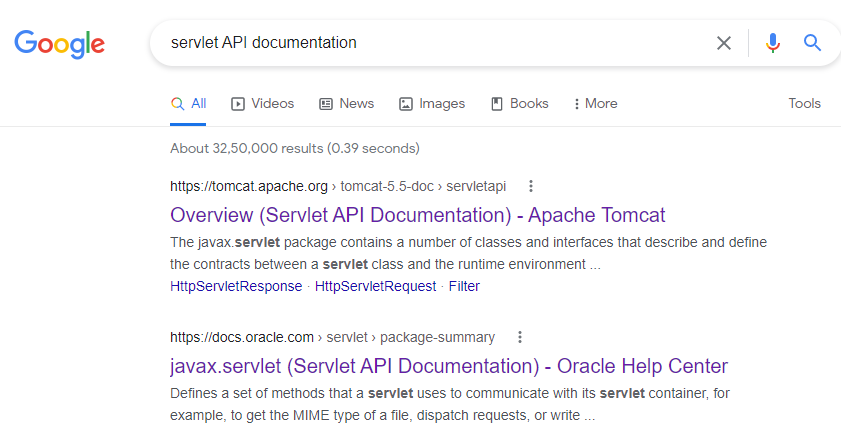 Google
servlet API documentation
All Videos News Images Books More Tools
About 32,50,000 results (0.39 seconds)
https://tomcat.apache.org › tomcat-5.5-doc › servletapi
Overview (Servlet API Documentation) - Apache Tomcat
The javax.servlet package contains a number of classes and interfaces that describe and define
the contracts between a servlet class and the runtime environment ...
HttpServletResponse · HttpServletRequest · Filter
https://docs.oracle.com › servlet › package-summary
javax.servlet (Servlet API Documentation) - Oracle Help Center
Defines a set of methods that a servlet uses to communicate with its servlet container, for
example, to get the MIME type of a file, dispatch requests, or write ...